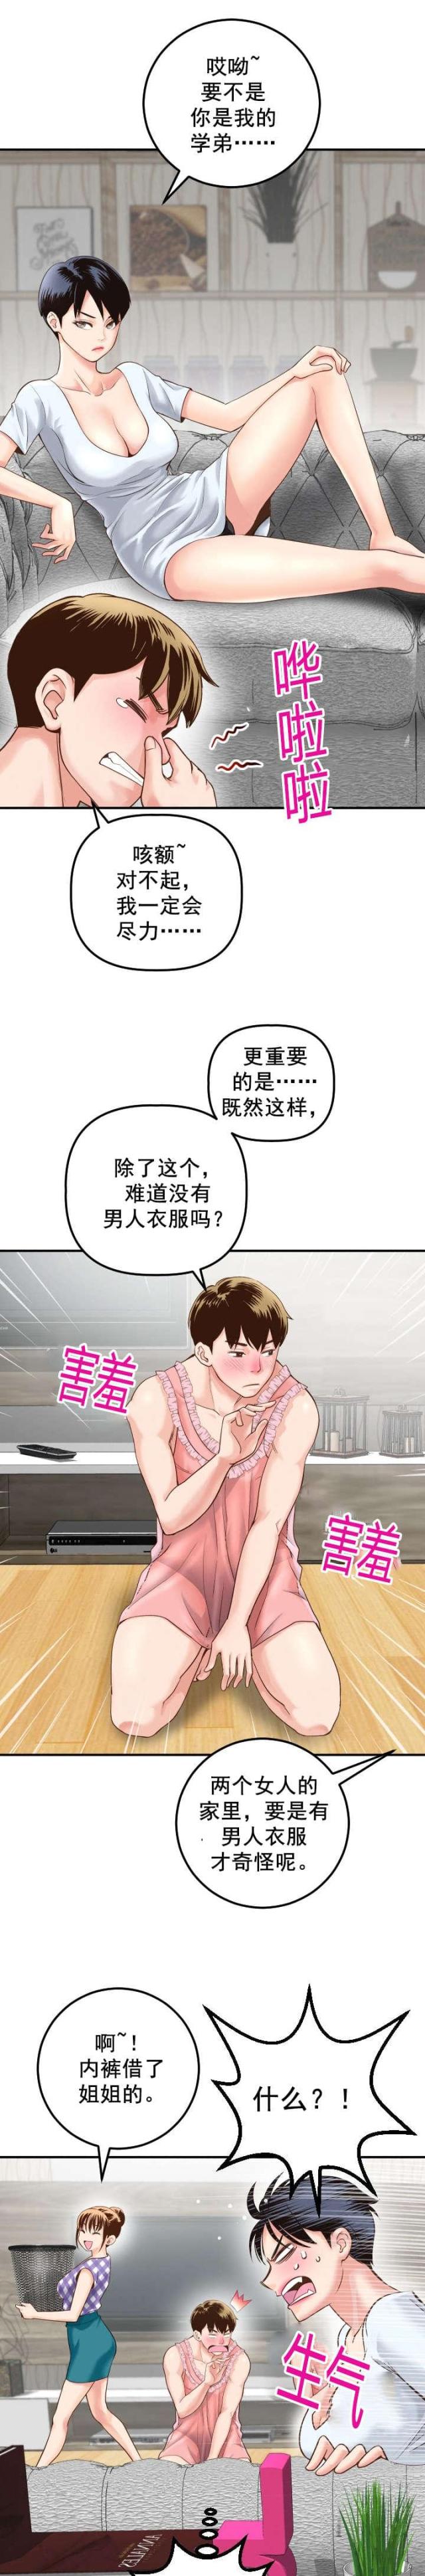 哎呦~
要不是
你是我的
学弟……
哗
啦
啦
咳额~
对不起，
我一定会
尽力……
更重要
的是……
既然这样，
除了这个，
难道没有
男人衣服吗？
害羞
害羞
两个女人的
家里，要是有
男人衣服
才奇怪呢。
啊~！
内裤借了
姐姐的。
什么？！
生气